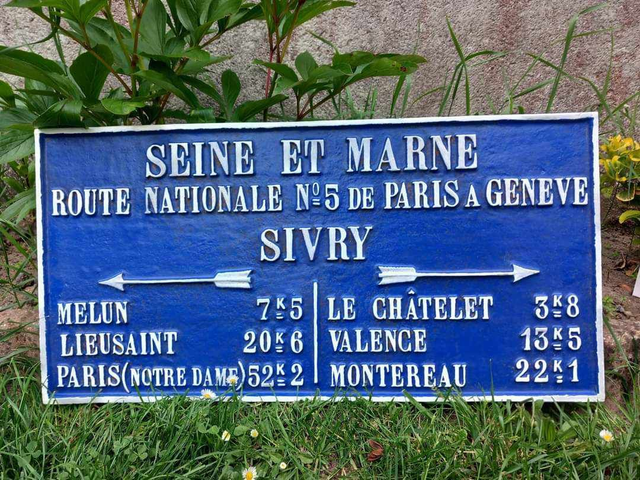 SEINE ET MARNE
ROUTE NATIONALE Nº5 DE PARIS A GENEVE
SIVRY
MELUN 7K5
LIEUSAINT 20K6
PARIS (NOTRE DAME) 52K2
LE CHÂTELET 3K8
VALENCE 13K5
MONTEREAU 22K1